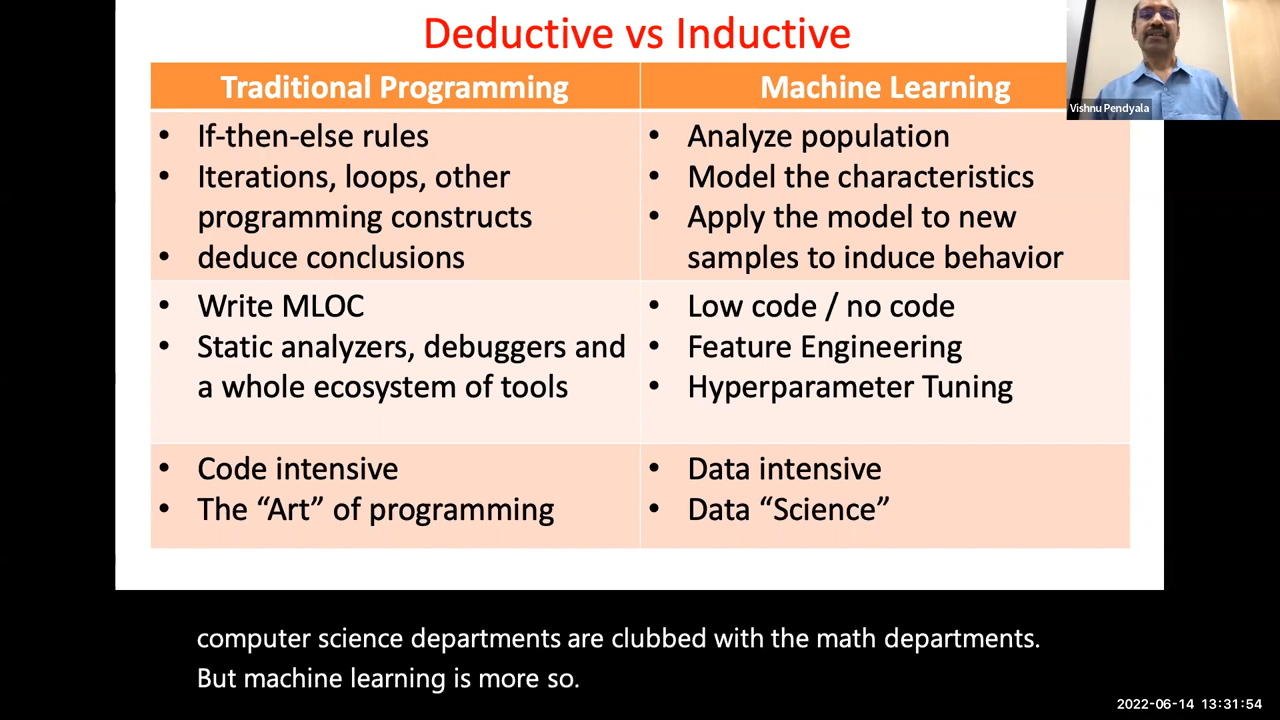 Deductive vs Inductive
Traditional Programming
Machine Learning
Vishnu Pendyala
• If-then-else rules
• Iterations, loops, other
programming constructs
• deduce conclusions
• Analyze population
• Model the characteristics
• Apply the model to new
samples to induce behavior
• Write MLOC
• Static analyzers, debuggers and
a whole ecosystem of tools
• Low code / no code
• Feature Engineering
• Hyperparameter Tuning
• Code intensive
• The “Art” of programming
• Data intensive
• Data “Science”
computer science departments are clubbed with the math departments.
But machine learning is more so.
2022-06-14 13:31:54